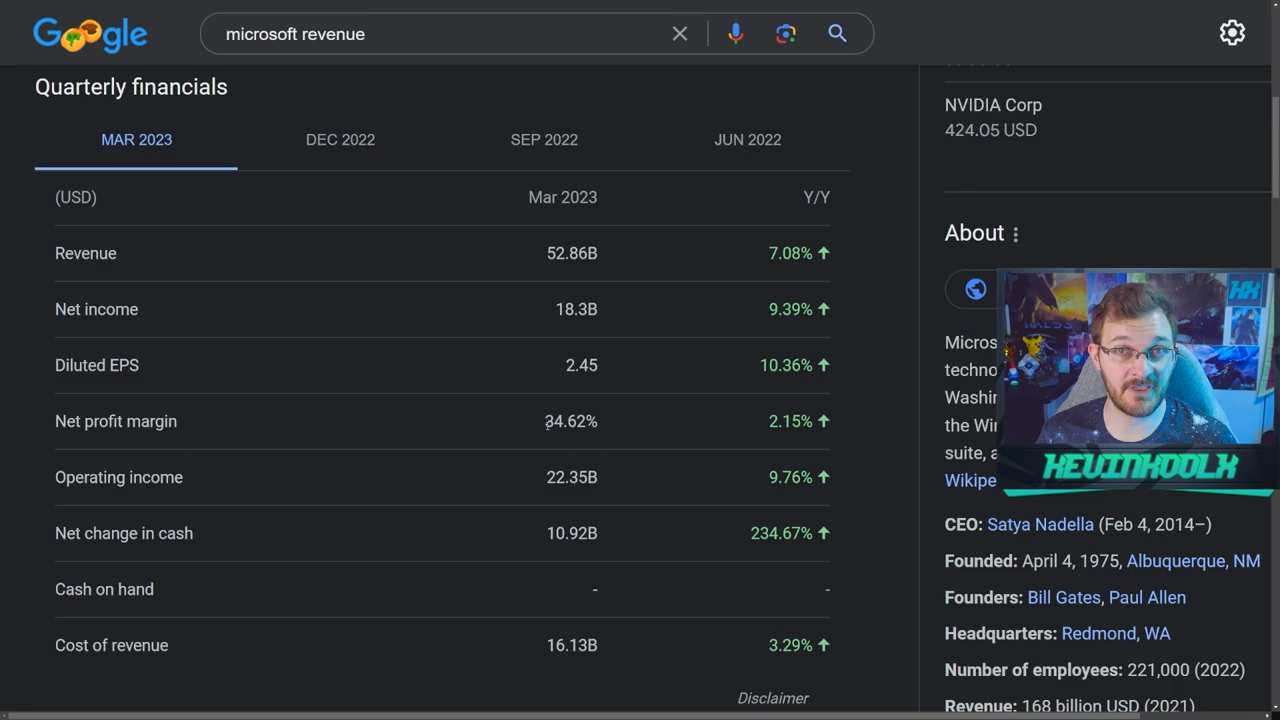 Google
microsoft revenue
Quarterly financials
MAR 2023 DEC 2022 SEP 2022 JUN 2022
(USD) Mar 2023 Y/Y
Revenue 52.86B 7.08% ↑
Net income 18.3B 9.39% ↑
Diluted EPS 2.45 10.36% ↑
Net profit margin 34.62% 2.15% ↑
Operating income 22.35B 9.76% ↑
Net change in cash 10.92B 234.67% ↑
Cash on hand - -
Cost of revenue 16.13B 3.29% ↑
Disclaimer
NVIDIA Corp
424.05 USD
About
Micros
techno
Washin
the Wi
suite, a
Wikipe
KEVINKOOLX
CEO: Satya Nadella (Feb 4, 2014–)
Founded: April 4, 1975, Albuquerque, NM
Founders: Bill Gates, Paul Allen
Headquarters: Redmond, WA
Number of employees: 221,000 (2022)
Revenue: 168 billion USD (2021)